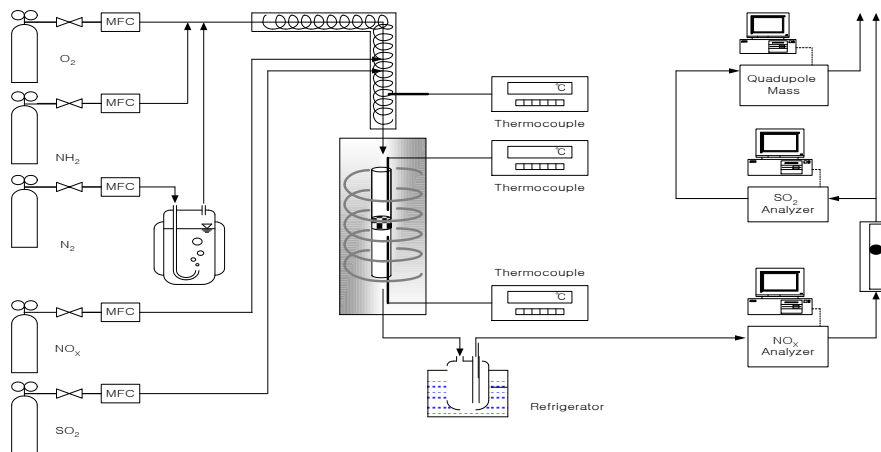 MFC
O2
MFC
NH2
MFC
N2
MFC
NOX
MFC
SO2
℃
Thermocouple
℃
Thermocouple
Thermocouple
℃
Refrigerator
Quadupole
Mass
SO2
Analyzer
NOX
Analyzer